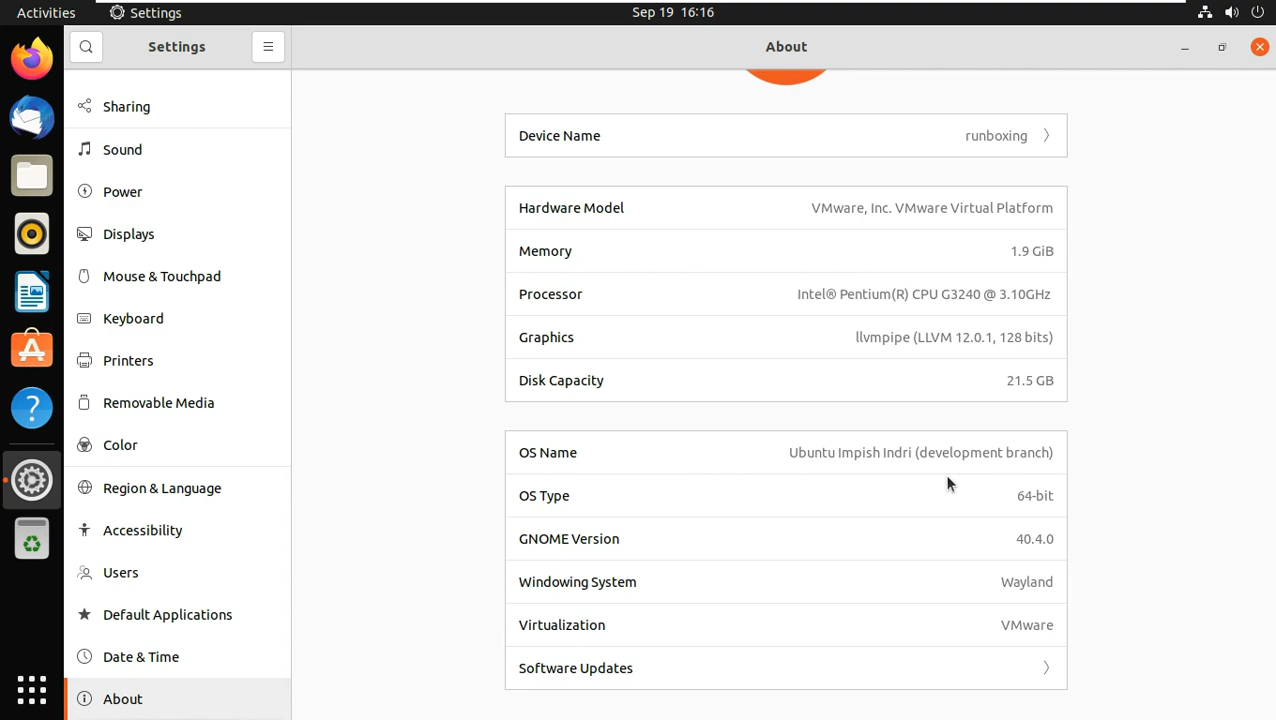 Activities Settings Sep 19 16:16
Settings About
Sharing
Sound
Power
Displays
Mouse & Touchpad
Keyboard
Printers
Removable Media
Color
Region & Language
Accessibility
Users
Default Applications
Date & Time
About
Device Name runboxing
Hardware Model VMware, Inc. VMware Virtual Platform
Memory 1.9 GiB
Processor Intel® Pentium(R) CPU G3240 @ 3.10GHz
Graphics llvmpipe (LLVM 12.0.1, 128 bits)
Disk Capacity 21.5 GB
OS Name Ubuntu Impish Indri (development branch)
OS Type 64-bit
GNOME Version 40.4.0
Windowing System Wayland
Virtualization VMware
Software Updates